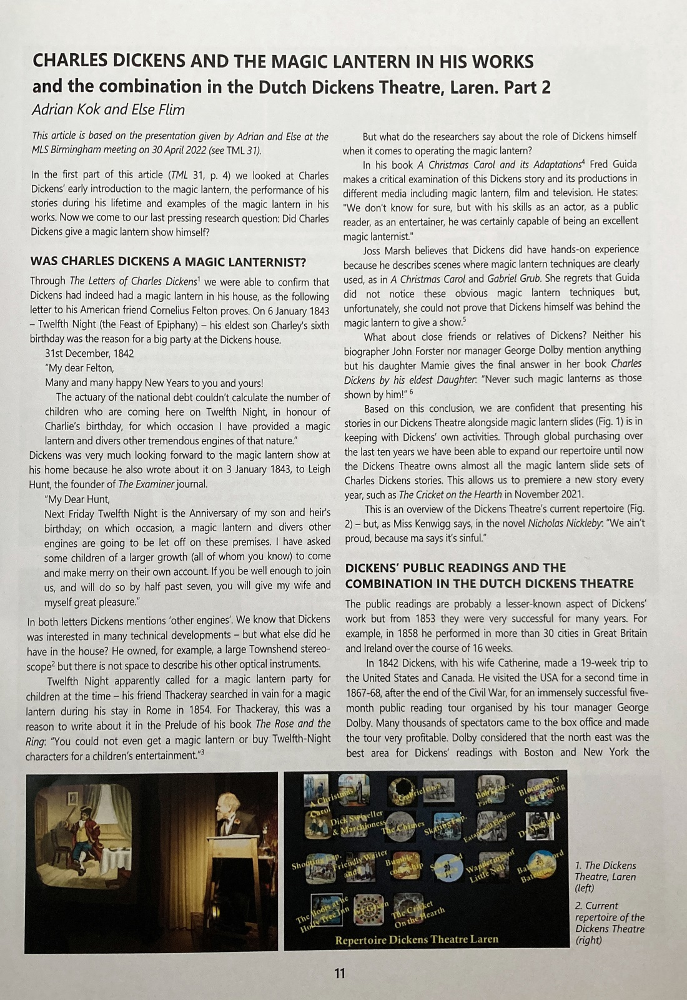 CHARLES DICKENS AND THE MAGIC LANTERN IN HIS WORKS
and the combination in the Dutch Dickens Theatre, Laren. Part 2
Adrian Kok and Else Flim
This article is based on the presentation given by Adrian and Else at the
MLS Birmingham meeting on 30 April 2022 (see TML 31).
In the first part of this article (TML 31, p. 4) we looked at Charles
Dickens' early introduction to the magic lantern, the performance of his
stories during his lifetime and examples of the magic lantern in his
works. Now we come to our last pressing research question: Did Charles
Dickens give a magic lantern show himself?
WAS CHARLES DICKENS A MAGIC LANTERNIST?
Through The Letters of Charles Dickens¹ we were able to confirm that
Dickens had indeed had a magic lantern in his house, as the following
letter to his American friend Cornelius Felton proves. On 6 January 1843
– Twelfth Night (the Feast of Epiphany) – his eldest son Charley's sixth
birthday was the reason for a big party at the Dickens house.
31st December, 1842
"My dear Felton,
Many and many happy New Years to you and yours!
The actuary of the national debt couldn't calculate the number of
children who are coming here on Twelfth Night, in honour of
Charlie's birthday, for which occasion I have provided a magic
lantern and divers other tremendous engines of that nature."
Dickens was very much looking forward to the magic lantern show at
his home because he also wrote about it on 3 January 1843, to Leigh
Hunt, the founder of The Examiner journal.
"My Dear Hunt,
Next Friday Twelfth Night is the Anniversary of my son and heir's
birthday; on which occasion, a magic lantern and divers other
engines are going to be let off on these premises. I have asked
some children of a larger growth (all of whom you know) to come
and make merry on their own account. If you be well enough to join
us, and will do so by half past seven, you will give my wife and
myself great pleasure."
In both letters Dickens mentions 'other engines'. We know that Dickens
was interested in many technical developments – but what else did he
have in the house? He owned, for example, a large Townshend stereo-
scope² but there is not space to describe his other optical instruments.
Twelfth Night apparently called for a magic lantern party for
children at the time – his friend Thackeray searched in vain for a magic
lantern during his stay in Rome in 1854. For Thackeray, this was a
reason to write about it in the Prelude of his book The Rose and the
Ring: "You could not even get a magic lantern or buy Twelfth-Night
characters for a children's entertainment."³
But what do the researchers say about the role of Dickens himself
when it comes to operating the magic lantern?
In his book A Christmas Carol and its Adaptations⁴ Fred Guida
makes a critical examination of this Dickens story and its productions in
different media including magic lantern, film and television. He states:
"We don't know for sure, but with his skills as an actor, as a public
reader, as an entertainer, he was certainly capable of being an excellent
magic lanternist."
Joss Marsh believes that Dickens did have hands-on experience
because he describes scenes where magic lantern techniques are clearly
used, as in A Christmas Carol and Gabriel Grub. She regrets that Guida
did not notice these obvious magic lantern techniques but,
unfortunately, she could not prove that Dickens himself was behind the
magic lantern to give a show.⁵
What about close friends or relatives of Dickens? Neither his
biographer John Forster nor manager George Dolby mention anything
but his daughter Mamie gives the final answer in her book Charles
Dickens by his eldest Daughter: "Never such magic lanterns as those
shown by him!" ⁶
Based on this conclusion, we are confident that presenting his
stories in our Dickens Theatre alongside magic lantern slides (Fig. 1) is in
keeping with Dickens' own activities. Through global purchasing over
the last ten years we have been able to expand our repertoire until now
the Dickens Theatre owns almost all the magic lantern slide sets of
Charles Dickens stories. This allows us to premiere a new story every
year, such as The Cricket on the Hearth in November 2021.
This is an overview of the Dickens Theatre's current repertoire (Fig.
2) – but, as Miss Kenwigg says, in the novel Nicholas Nickleby: "We ain't
proud, because ma says it's sinful."
DICKENS' PUBLIC READINGS AND THE
COMBINATION IN THE DUTCH DICKENS THEATRE
The public readings are probably a lesser-known aspect of Dickens'
work but from 1853 they were very successful for many years. For
example, in 1858 he performed in more than 30 cities in Great Britain
and Ireland over the course of 16 weeks.
In 1842 Dickens, with his wife Catherine, made a 19-week trip to
the United States and Canada. He visited the USA for a second time in
1867-68, after the end of the Civil War, for an immensely successful five-
month public reading tour organised by his tour manager George
Dolby. Many thousands of spectators came to the box office and made
the tour very profitable. Dolby considered that the north east was the
best area for Dickens' readings with Boston and New York the
A Christmas
Carol
Gabriel Grub
Bloomsbury
Christening
Dick Swiveller
& Marchioness
The Chimes
Skating Exp.
Eatanswill Election
Shooting Exp.
Friendly Waiter
and
Bumble's
courtship
Wanderings of
Little Nell
The Boots at he
Holly Tree Inn
The Cricket
On the Hearth
Repertoire Dickens Theatre Laren
1. The Dickens
Theatre, Laren
(left)
2. Current
repertoire of the
Dickens Theatre
(right)
11